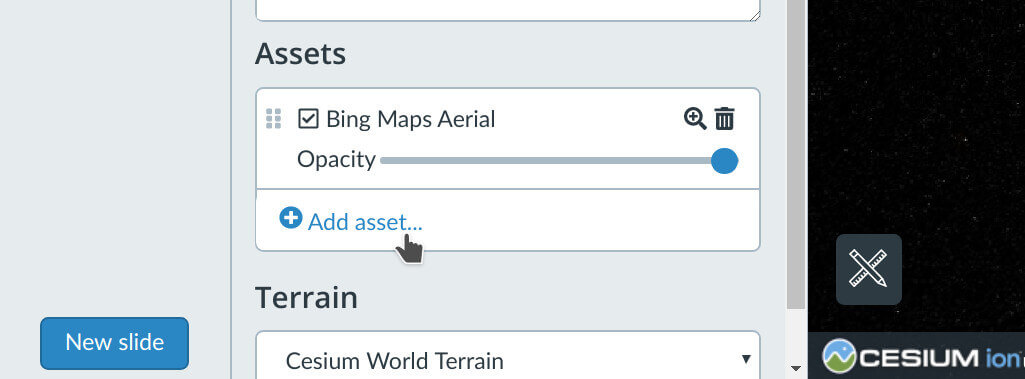 Assets
Bing Maps Aerial
Opacity
Add asset...
Terrain
New slide
Cesium World Terrain
CESIUM ion